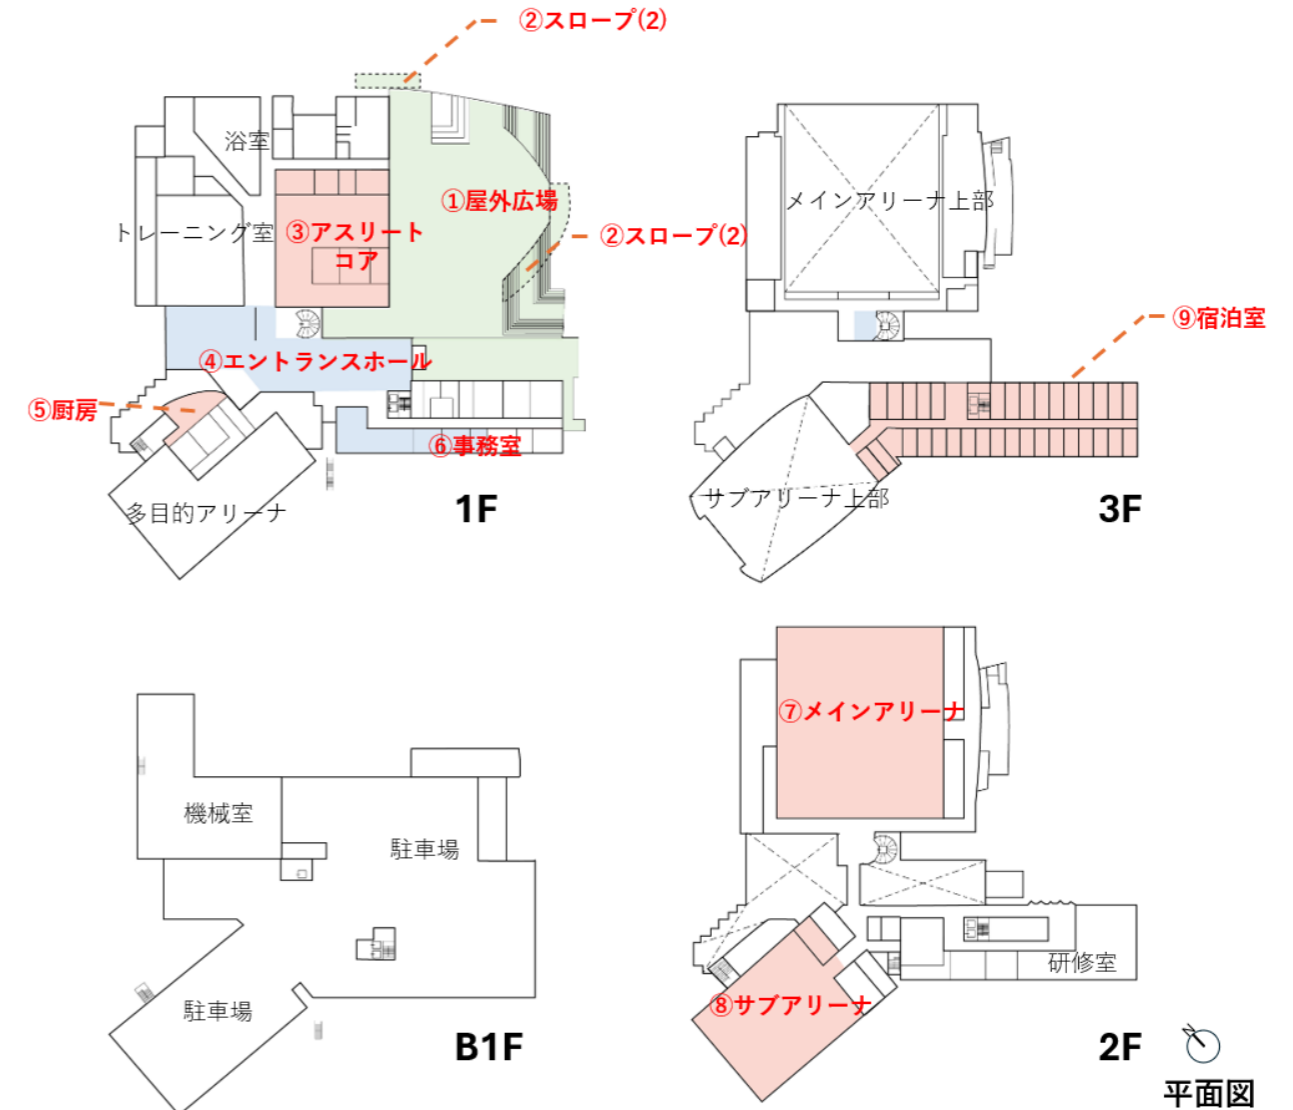 ②スロープ(2)
浴室
①屋外広場
トレーニング室
③アスリート
コア
②スロープ(2)
④エントランスホール
⑤厨房
⑥事務室
多目的アリーナ
1F
メインアリーナ上部
⑨宿泊室
サブアリーナ上部
3F
機械室
駐車場
駐車場
B1F
⑦メインアリーナ
研修室
⑧サブアリーナ
2F
平面図